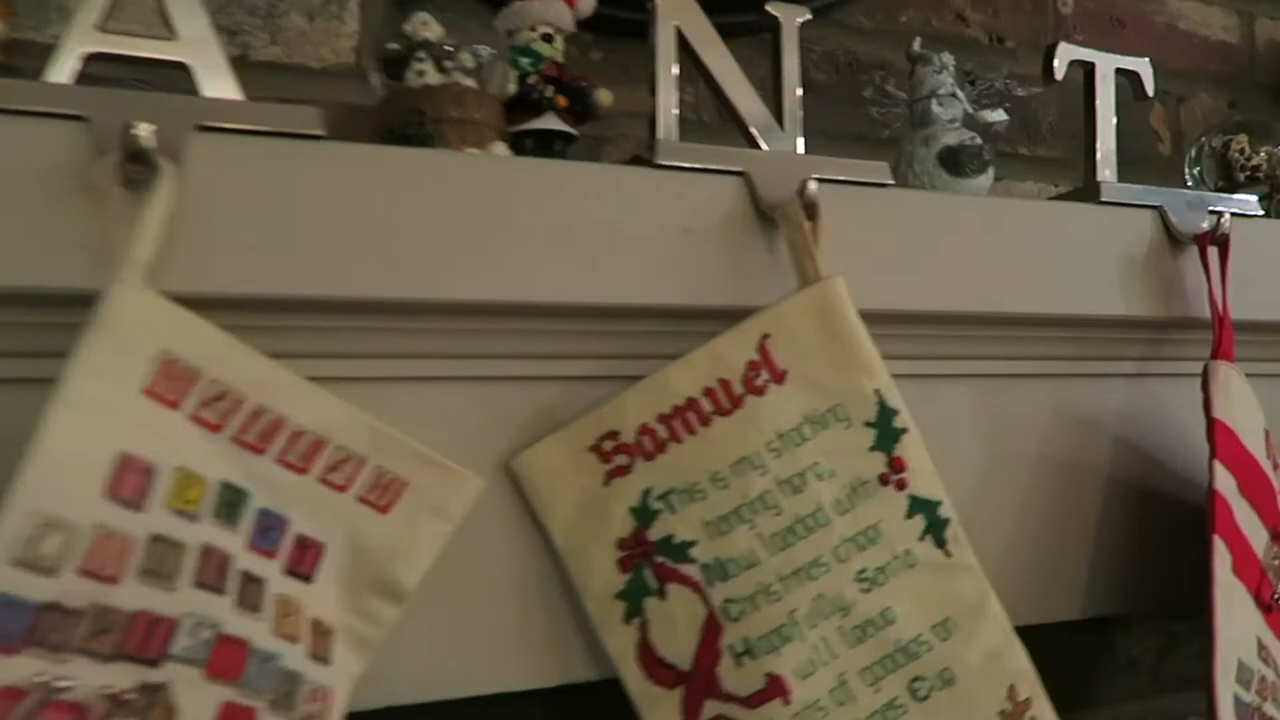 A N T
Samuel
This is my stocking
hanging here,
Now loaded with
Christmas cheer
Hopefully, Santa
will leave
of goodies on
Eve